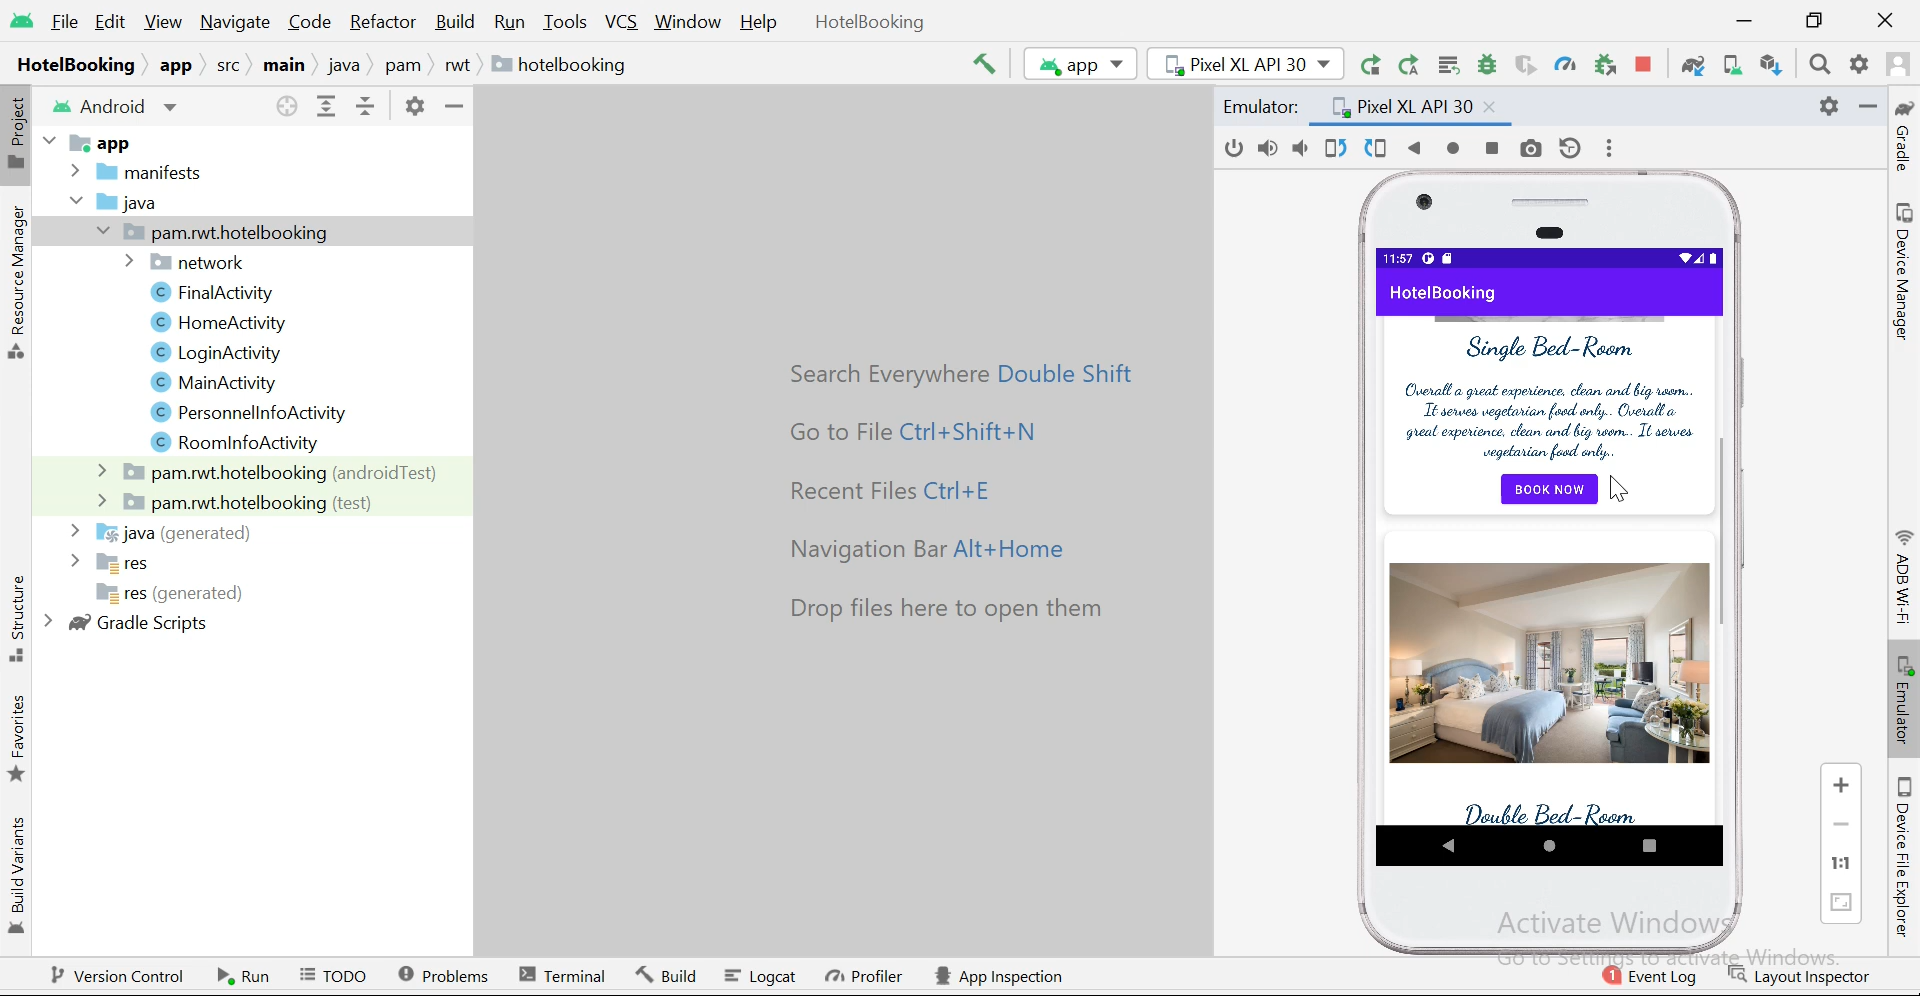 File Edit View Navigate Code Refactor Build Run Tools VCS Window Help HotelBooking
HotelBooking app src main java pam rwt hotelbooking
app Pixel XL API 30
Project
Resource Manager
Structure
Favorites
Build Variants
Android
app
manifests
java
pam.rwt.hotelbooking
network
C FinalActivity
C HomeActivity
C LoginActivity
C MainActivity
C PersonnelInfoActivity
C RoomInfoActivity
pam.rwt.hotelbooking (androidTest)
pam.rwt.hotelbooking (test)
java (generated)
res
res (generated)
Gradle Scripts
Search Everywhere Double Shift
Go to File Ctrl+Shift+N
Recent Files Ctrl+E
Navigation Bar Alt+Home
Drop files here to open them
Emulator: Pixel XL API 30
11:57
HotelBooking
Single Bed-Room
Overall a great experience, clean and big room..
It serves vegetarian food only.. Overall a
great experience, clean and big room.. It serves
vegetarian food only..
BOOK NOW
Double Bed-Room
1:1
Activate Windows
Go to Settings to activate Windows.
Gradle
Device Manager
ADB Wi-Fi
Emulator
Device File Explorer
Version Control Run TODO Problems Terminal Build Logcat Profiler App Inspection 1 Event Log Layout Inspector